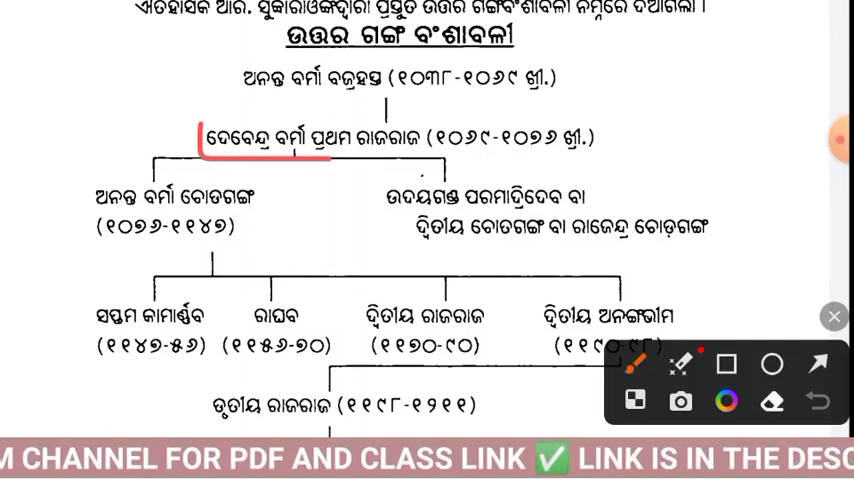 ଐତିହାସିକ ଆର. ସୁବ୍ବାରାଓଙ୍କଦ୍ୱାରା ପ୍ରସ୍ତୁତ ଉତ୍ତର ଗଙ୍ଗବଂଶାବଳୀ ନିମ୍ନରେ ଦିଆଗଲା ।
ଉତ୍ତର ଗଙ୍ଗ ବଂଶାବଳୀ
ଅନନ୍ତ ବର୍ମା ବଜ୍ରହସ୍ତ (୧୦୩୮-୧୦୬୯ ଖ୍ରୀ.)
ଦେବେନ୍ଦ୍ର ବର୍ମା ପ୍ରଥମ ରାଜରାଜ (୧୦୬୯-୧୦୭୬ ଖ୍ରୀ.)
ଅନନ୍ତ ବର୍ମା ଚୋଡଗଙ୍ଗ
(୧୦୭୬-୧୧୪୭)
ଉଦୟଗଣ୍ଡ ପରମାଦ୍ରିଦେବ ବା
ଦ୍ୱିତୀୟ ଚୋଡଗଙ୍ଗ ବା ରାଜେନ୍ଦ୍ର ଚୋଡ଼ଗଙ୍ଗ
ସପ୍ତମ କାମାର୍ଣ୍ଣବ ରାଘବ ଦ୍ୱିତୀୟ ରାଜରାଜ ଦ୍ୱିତୀୟ ଅନଙ୍ଗଭୀମ
(୧୧୪୭-୫୬) (୧୧୫୬-୭୦) (୧୧୭୦-୯୦) (୧୧୯୦-୯୮)
ତୃତୀୟ ରାଜରାଜ (୧୧୯୮-୧୨୧୧)
M CHANNEL FOR PDF AND CLASS LINK ✅ LINK IS IN THE DESC